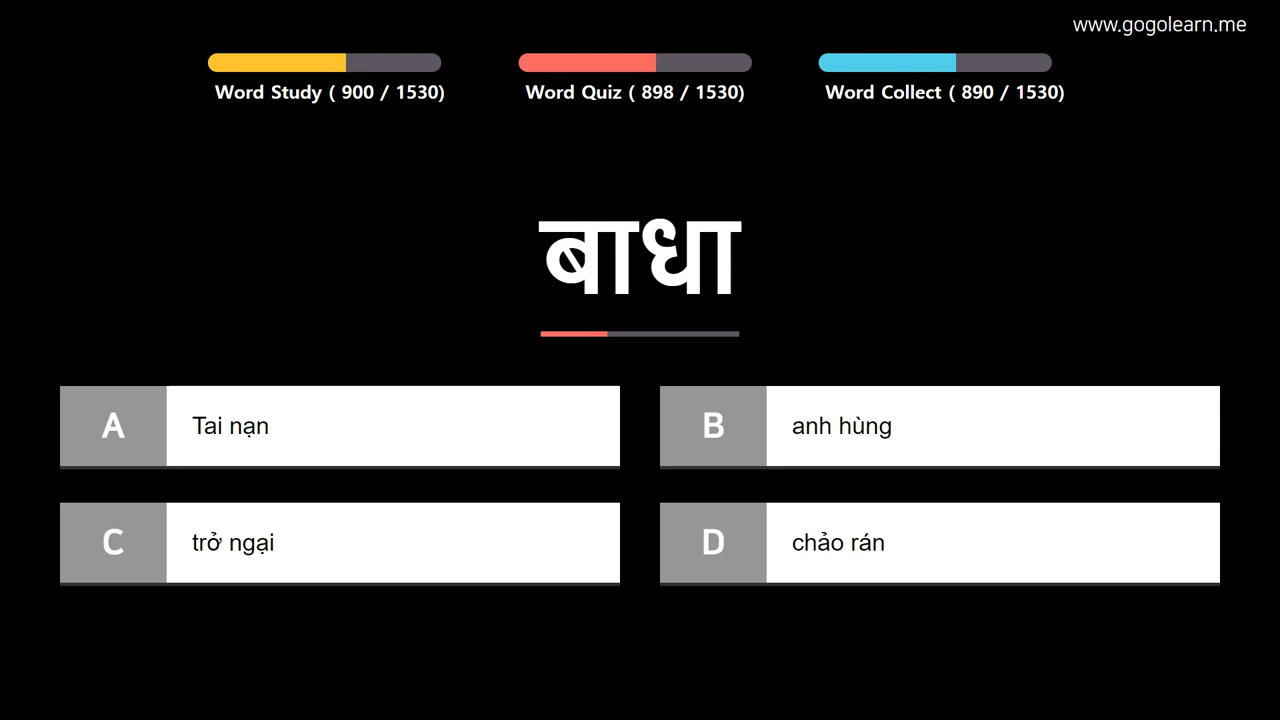 www.gogolearn.me
Word Study ( 900 / 1530)
Word Quiz ( 898 / 1530)
Word Collect ( 890 / 1530)
बाधा
A
Tai nạn
B
anh hùng
C
trở ngại
D
chảo rán